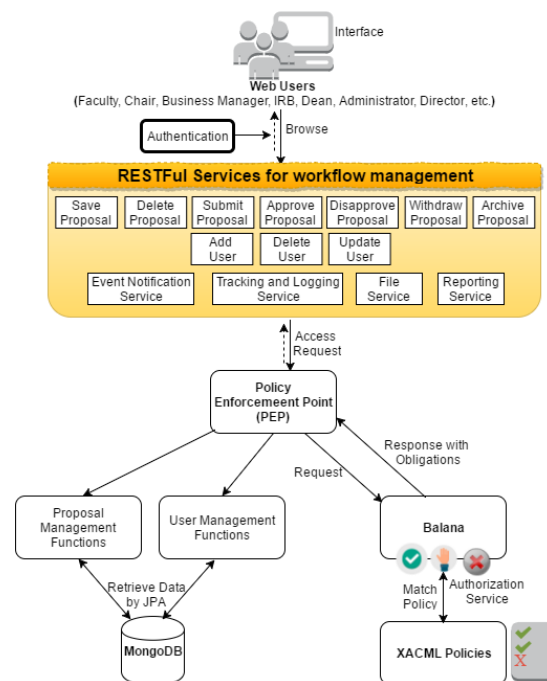 Interface
Web Users
(Faculty, Chair, Business Manager, IRB, Dean, Administrator, Director, etc.)
Authentication
Browse
RESTFul Services for workflow management
Save
Proposal
Delete
Proposal
Submit
Proposal
Approve
Proposal
Disapprove
Proposal
Withdraw
Proposal
Archive
Proposal
Add
User
Delete
User
Update
User
Event Notification
Service
Tracking and Logging
Service
File
Service
Reporting
Service
Access
Request
Policy
Enforcemeent Point
(PEP)
Response with
Obligations
Request
Proposal
Management
Functions
User Management
Functions
Balana
Retrieve Data
by JPA
Match
Policy
Authorization
Service
MongoDB
XACML Policies
X